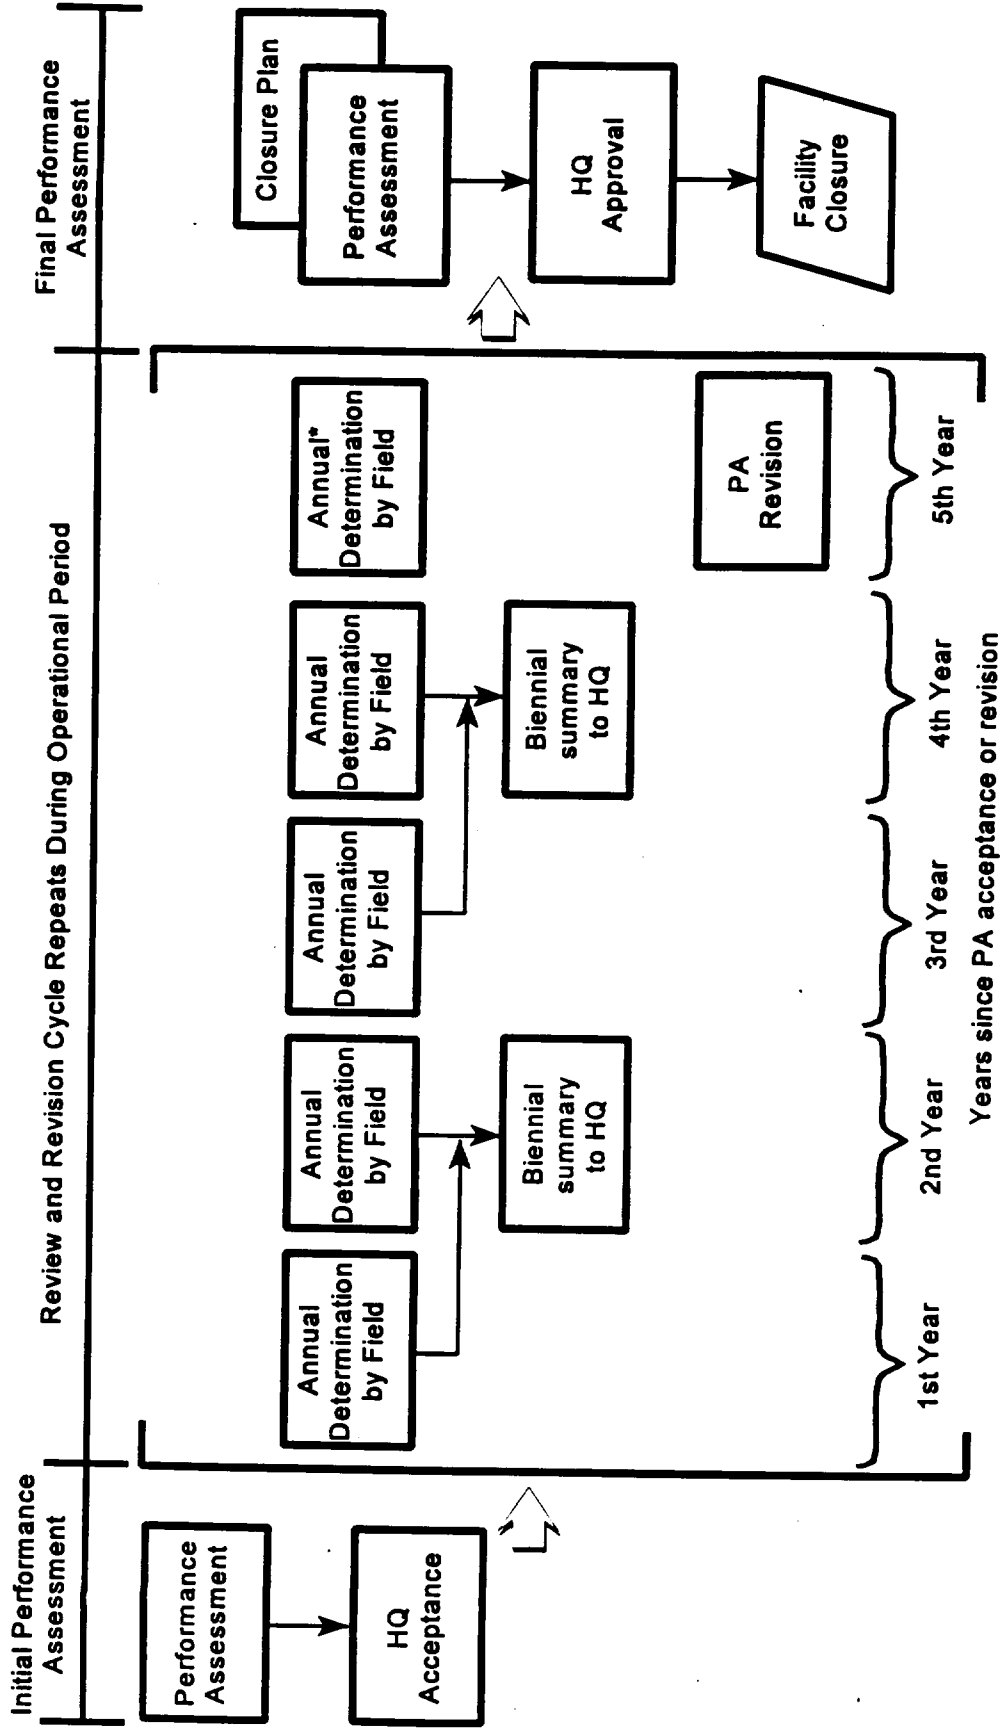 Initial Performance
Assessment
Review and Revision Cycle Repeats During Operational Period
Final Performance
Assessment
Performance
Assessment
HQ
Acceptance
Annual
Determination
by Field
Annual
Determination
by Field
Biennial
summary
to HQ
Annual
Determination
by Field
Annual
Determination
by Field
Biennial
summary
to HQ
Annual*
Determination
by Field
PA
Revision
1st Year
2nd Year
3rd Year
4th Year
5th Year
Years since PA acceptance or revision
Closure Plan
Performance
Assessment
HQ
Approval
Facility
Closure